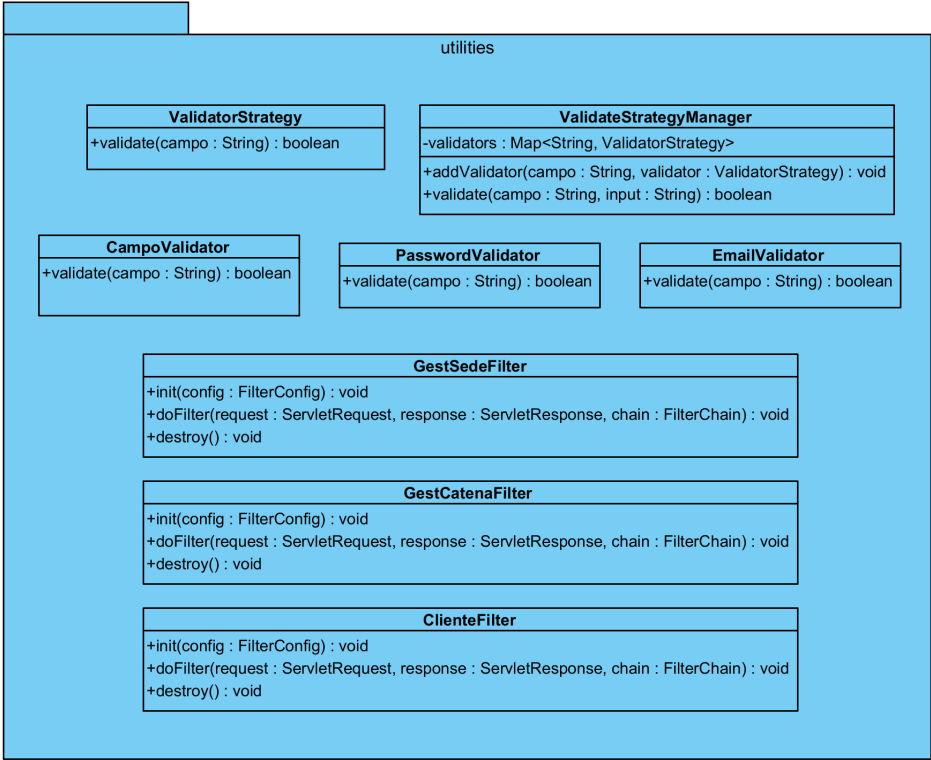 utilities
ValidatorStrategy
+validate(campo : String) : boolean
ValidateStrategyManager
-validators : Map<String, ValidatorStrategy>
+addValidator(campo : String, validator : ValidatorStrategy) : void
+validate(campo : String, input : String) : boolean
CampoValidator
+validate(campo : String) : boolean
PasswordValidator
+validate(campo : String) : boolean
EmailValidator
+validate(campo : String) : boolean
GestSedeFilter
+init(config : FilterConfig) : void
+doFilter(request : ServletRequest, response : ServletResponse, chain : FilterChain) : void
+destroy() : void
GestCatenaFilter
+init(config : FilterConfig) : void
+doFilter(request : ServletRequest, response : ServletResponse, chain : FilterChain) : void
+destroy() : void
ClienteFilter
+init(config : FilterConfig) : void
+doFilter(request : ServletRequest, response : ServletResponse, chain : FilterChain) : void
+destroy() : void